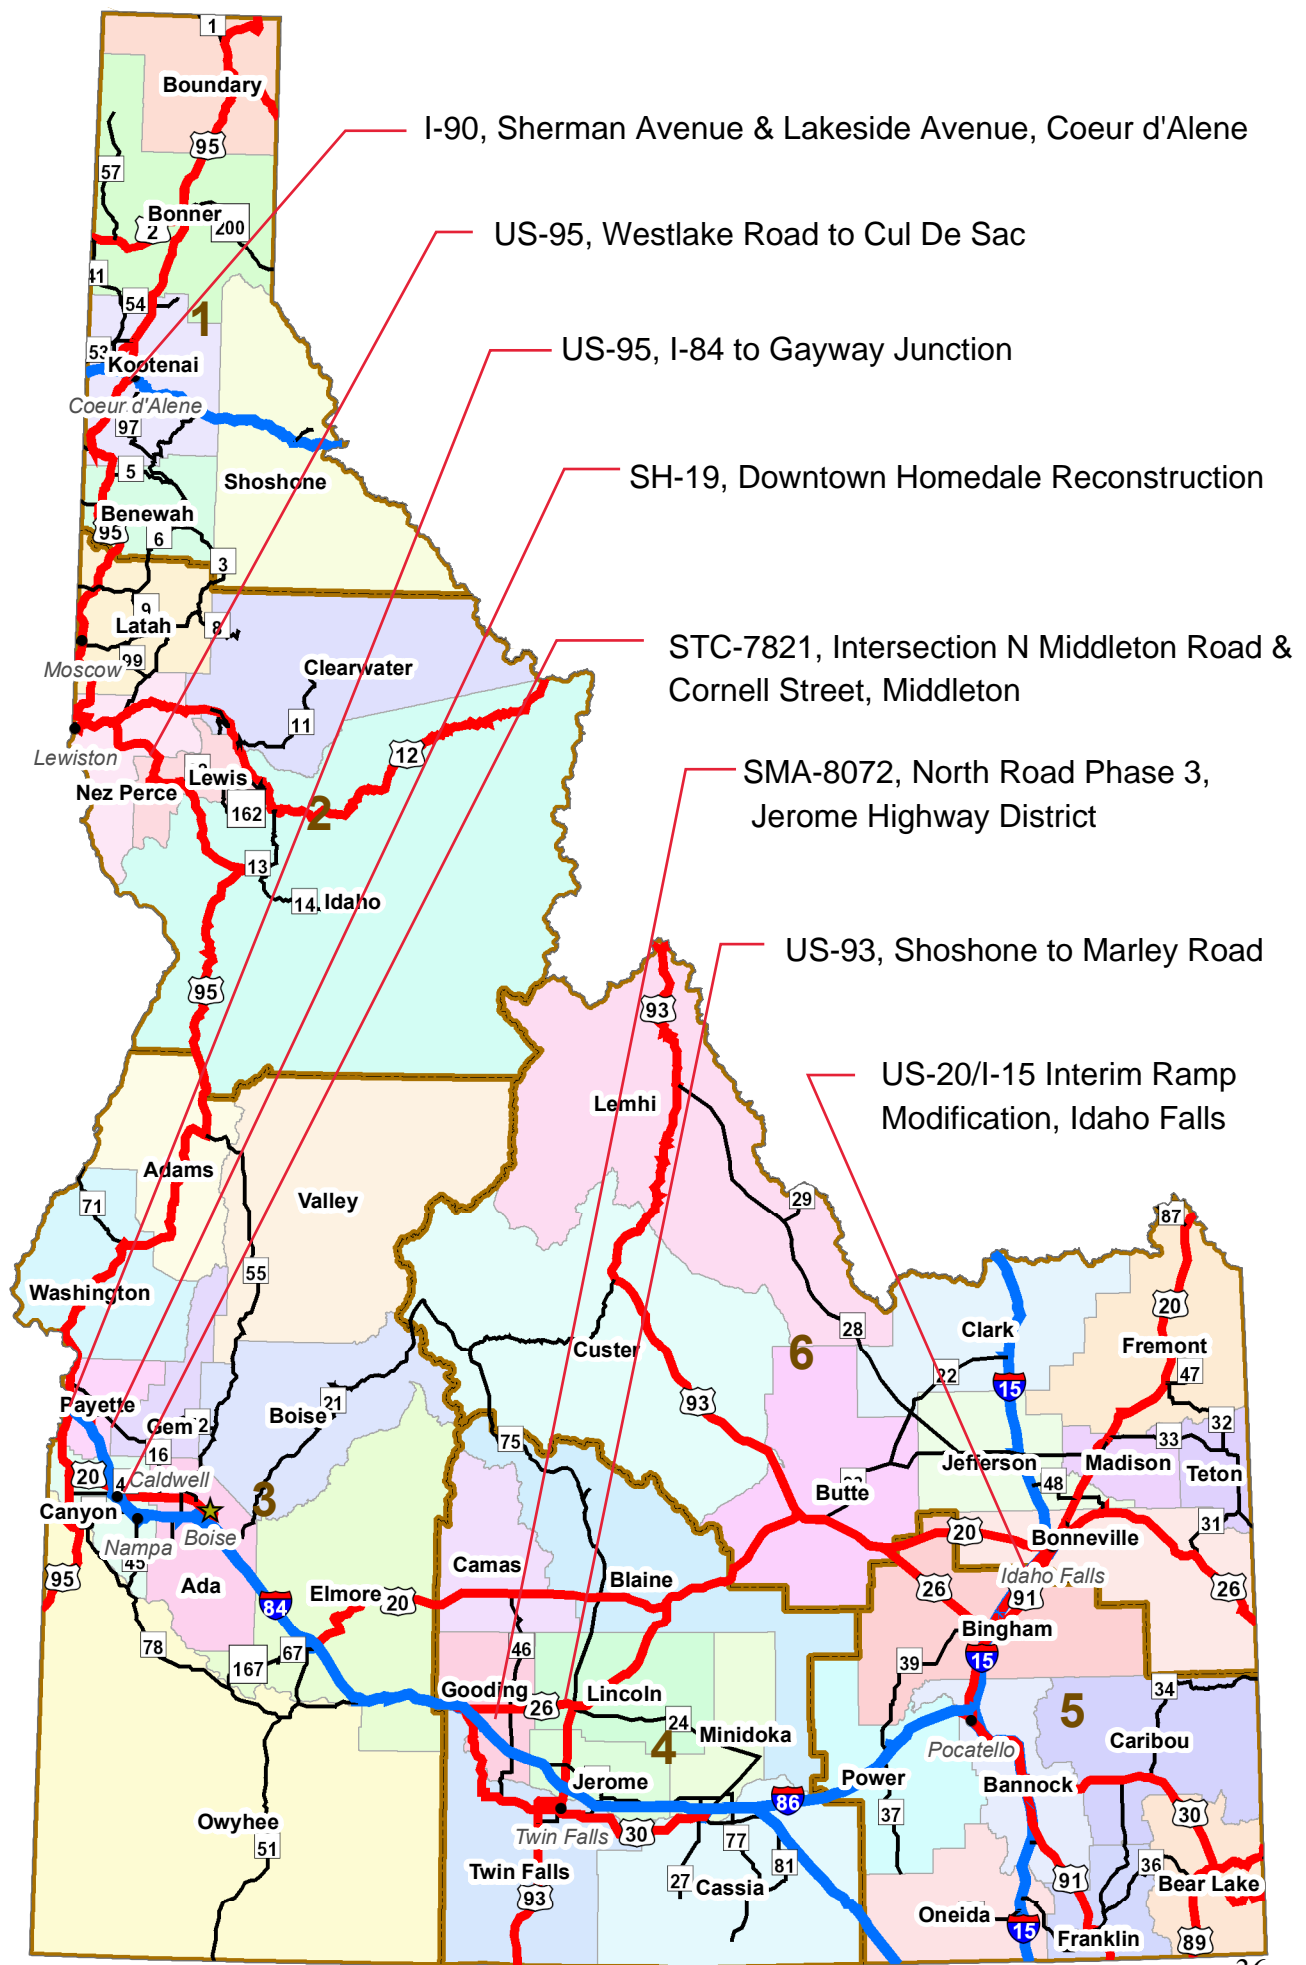 1
Boundary
I-90, Sherman Avenue & Lakeside Avenue, Coeur d'Alene
95
57
Bonner
2
200
US-95, Westlake Road to Cul De Sac
41
54
1
53
Kootenai
US-95, I-84 to Gayway Junction
Coeur d'Alene
97
5
Shoshone
SH-19, Downtown Homedale Reconstruction
Benewah
95
6
3
9
Latah
8
99
Moscow
Clearwater
STC-7821, Intersection N Middleton Road &
Cornell Street, Middleton
11
12
Lewiston
Lewis
Nez Perce
162
2
SMA-8072, North Road Phase 3,
Jerome Highway District
13
14
Idaho
95
93
US-93, Shoshone to Marley Road
Lemhi
US-20/I-15 Interim Ramp
Modification, Idaho Falls
Adams
71
Valley
29
87
55
Washington
20
28
Clark
Custer
6
Fremont
22
47
15
93
Payette
21
Boise
Gem
16
75
32
33
20
Caldwell
4
Jefferson
Madison
Teton
48
Butte
3
Canyon
31
Nampa
Boise
45
20
Bonneville
Camas
Blaine
Idaho Falls
95
Ada
84
Elmore
20
26
91
26
Bingham
78
46
167
67
39
15
Gooding
26
Lincoln
34
24
5
Minidoka
4
Caribou
Pocatello
Jerome
Power
Bannock
86
37
30
Owyhee
51
Twin Falls
30
77
Twin Falls
93
27
Cassia
81
91
36
Bear Lake
Oneida
15
Franklin
89